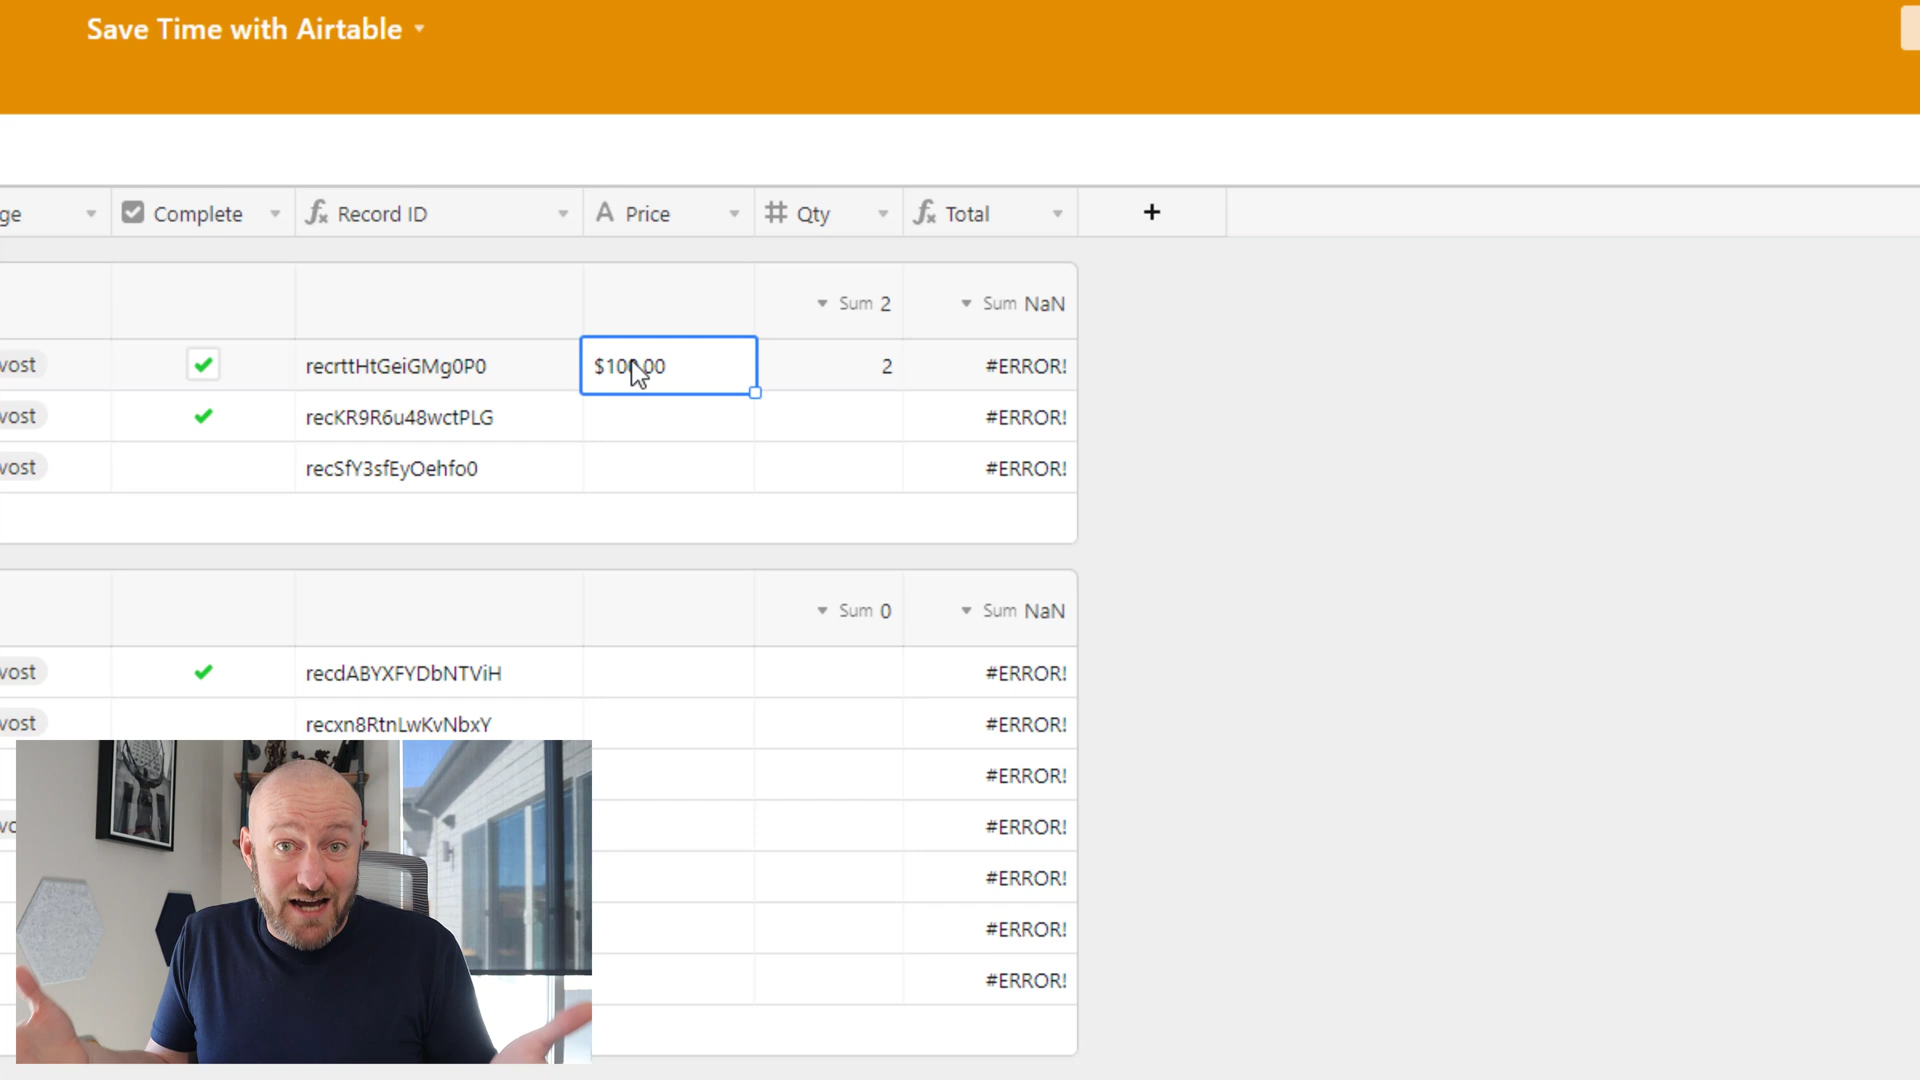 Save Time with Airtable
ge Complete Record ID Price Qty Total +
Sum 2 Sum NaN
vost recrttHtGeiGMg0P0 $100.00 2 #ERROR!
vost recKR9R6u48wctPLG #ERROR!
vost recSfY3sfEyOehfo0 #ERROR!
Sum 0 Sum NaN
vost recdABYXFYDbNTViH #ERROR!
vost recxn8RtnLwKvNbxY #ERROR!
#ERROR!
vo #ERROR!
#ERROR!
#ERROR!
#ERROR!